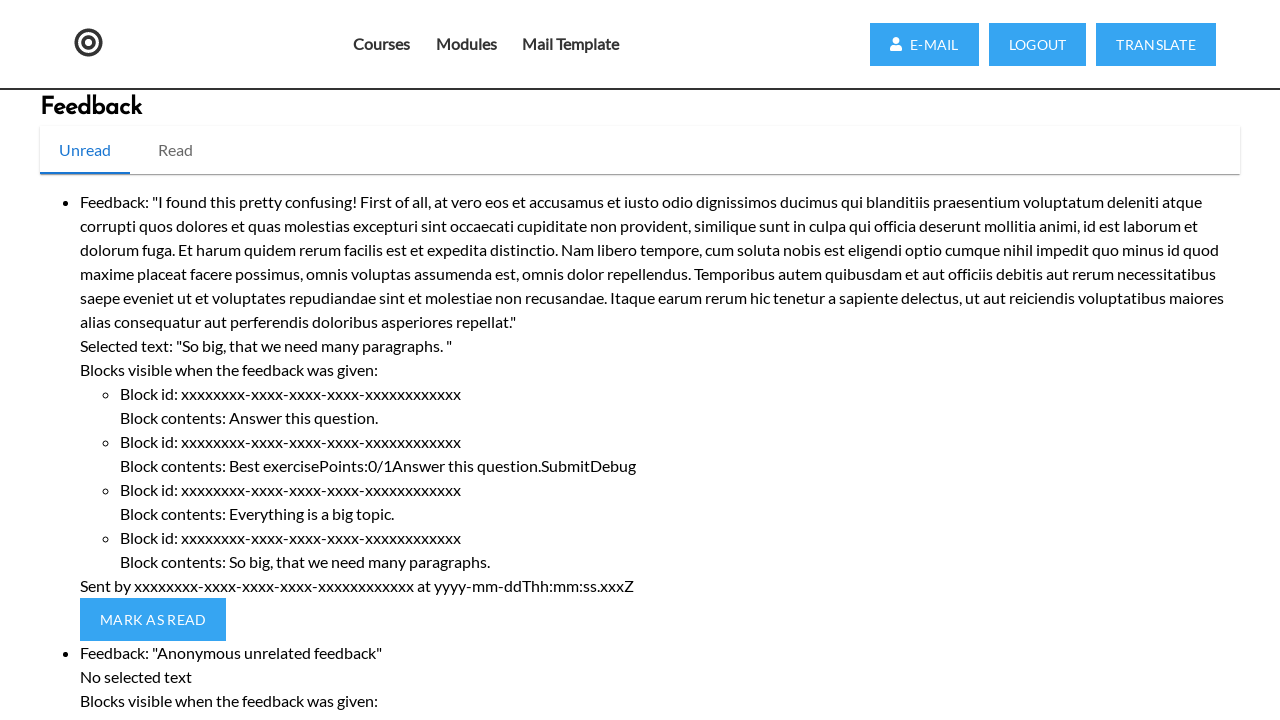 Courses
Modules
Mail Template
E-MAIL
LOGOUT
TRANSLATE
Feedback
Unread
Read
Feedback: "I found this pretty confusing! First of all, at vero eos et accusamus et iusto odio dignissimos ducimus qui blanditiis praesentium voluptatum deleniti atque
corrupti quos dolores et quas molestias excepturi sint occaecati cupiditate non provident, similique sunt in culpa qui officia deserunt mollitia animi, id est laborum et
dolorum fuga. Et harum quidem rerum facilis est et expedita distinctio. Nam libero tempore, cum soluta nobis est eligendi optio cumque nihil impedit quo minus id quod
maxime placeat facere possimus, omnis voluptas assumenda est, omnis dolor repellendus. Temporibus autem quibusdam et aut officiis debitis aut rerum necessitatibus
saepe eveniet ut et voluptates repudiandae sint et molestiae non recusandae. Itaque earum rerum hic tenetur a sapiente delectus, ut aut reiciendis voluptatibus maiores
alias consequatur aut perferendis doloribus asperiores repellat."
Selected text: "So big, that we need many paragraphs. "
Blocks visible when the feedback was given:
Block id: xxxxxxxx-xxxx-xxxx-xxxx-xxxxxxxxxxxx
Block contents: Answer this question.
Block id: xxxxxxxx-xxxx-xxxx-xxxx-xxxxxxxxxxxx
Block contents: Best exercisePoints:0/1Answer this question.SubmitDebug
Block id: xxxxxxxx-xxxx-xxxx-xxxx-xxxxxxxxxxxx
Block contents: Everything is a big topic.
Block id: xxxxxxxx-xxxx-xxxx-xxxx-xxxxxxxxxxxx
Block contents: So big, that we need many paragraphs.
Sent by xxxxxxxx-xxxx-xxxx-xxxx-xxxxxxxxxxxx at yyyy-mm-ddThh:mm:ss.xxxZ
MARK AS READ
Feedback: "Anonymous unrelated feedback"
No selected text
Blocks visible when the feedback was given: